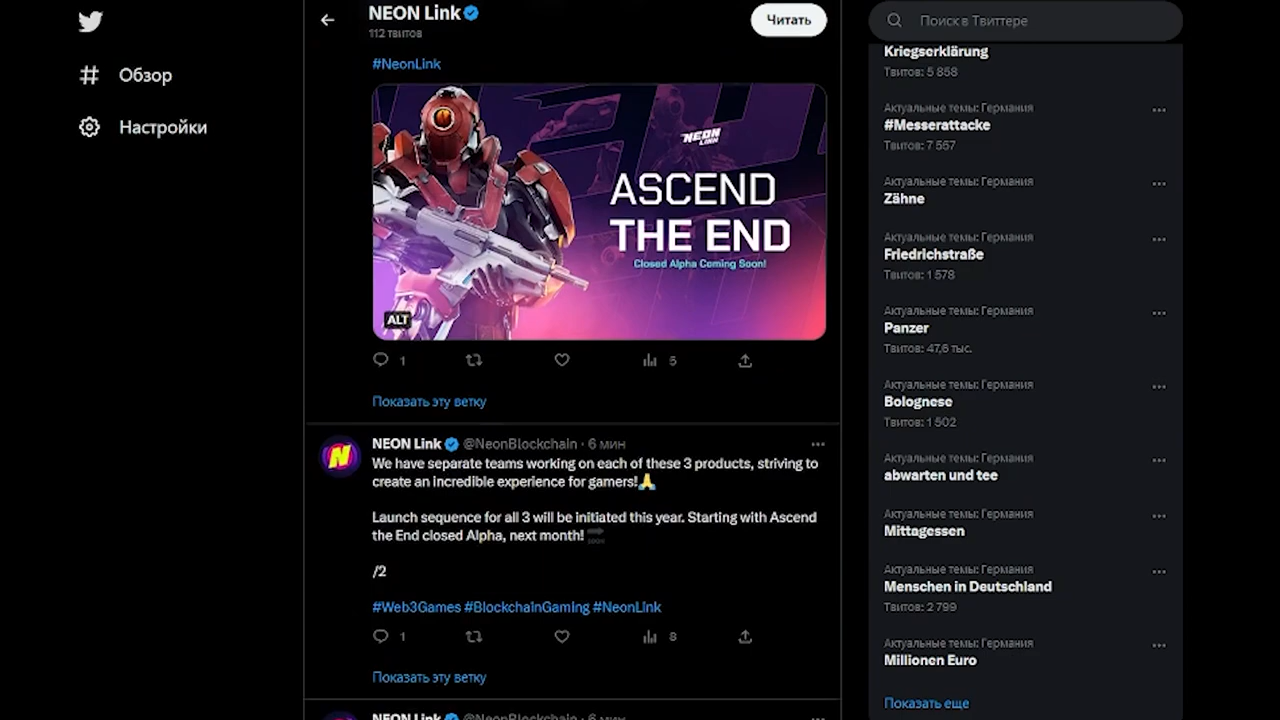 Обзор
Настройки
NEON Link
112 твитов
Читать
#NeonLink
NEON LINK
ASCEND
THE END
Closed Alpha Coming Soon!
ALT
1
5
Показать эту ветку
NEON Link @NeonBlockchain · 6 мин
We have separate teams working on each of these 3 products, striving to
create an incredible experience for gamers!🙏
Launch sequence for all 3 will be initiated this year. Starting with Ascend
the End closed Alpha, next month!
/2
#Web3Games #BlockchainGaming #NeonLink
1
8
Показать эту ветку
NEON Link @NeonBlockchain · 6 мин
Поиск в Твиттере
Kriegserklärung
Твитов: 5 858
Актуальные темы: Германия
#Messerattacke
Твитов: 7 557
Актуальные темы: Германия
Zähne
Актуальные темы: Германия
Friedrichstraße
Твитов: 1 578
Актуальные темы: Германия
Panzer
Твитов: 47,6 тыс.
Актуальные темы: Германия
Bolognese
Твитов: 1 502
Актуальные темы: Германия
abwarten und tee
Актуальные темы: Германия
Mittagessen
Актуальные темы: Германия
Menschen in Deutschland
Твитов: 2 799
Актуальные темы: Германия
Millionen Euro
Показать еще